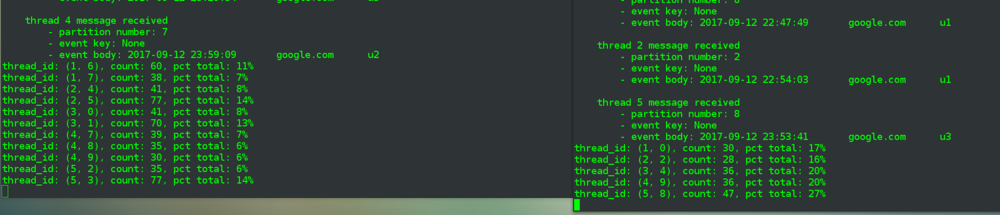 thread 4 message received
- partition number: 7
- event key: None
- event body: 2017-09-12 23:59:09 google.com u2
thread_id: (1, 6), count: 60, pct total: 11%
thread_id: (1, 7), count: 38, pct total: 7%
thread_id: (2, 4), count: 41, pct total: 8%
thread_id: (2, 5), count: 77, pct total: 14%
thread_id: (3, 0), count: 41, pct total: 8%
thread_id: (3, 1), count: 70, pct total: 13%
thread_id: (4, 7), count: 39, pct total: 7%
thread_id: (4, 8), count: 35, pct total: 6%
thread_id: (4, 9), count: 30, pct total: 6%
thread_id: (5, 2), count: 35, pct total: 6%
thread_id: (5, 3), count: 77, pct total: 14%
- partition number: 8
- event key: None
- event body: 2017-09-12 22:47:49 google.com u1
thread 2 message received
- partition number: 2
- event key: None
- event body: 2017-09-12 22:54:03 google.com u1
thread 5 message received
- partition number: 8
- event key: None
- event body: 2017-09-12 23:53:41 google.com u3
thread_id: (1, 0), count: 30, pct total: 17%
thread_id: (2, 2), count: 28, pct total: 16%
thread_id: (3, 4), count: 36, pct total: 20%
thread_id: (4, 9), count: 36, pct total: 20%
thread_id: (5, 8), count: 47, pct total: 27%